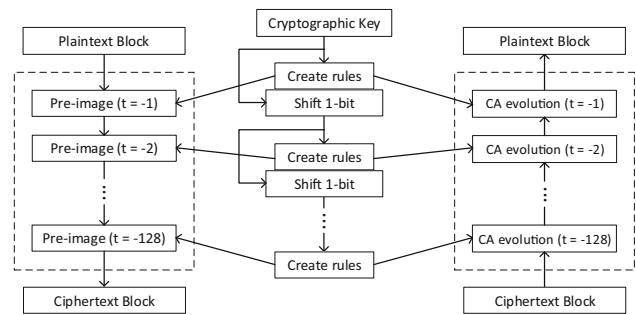 Cryptographic Key
Plaintext Block
Plaintext Block
Create rules
Pre-image (t = -1)
Shift 1-bit
CA evolution (t = -1)
Pre-image (t = -2)
Create rules
CA evolution (t = -2)
Shift 1-bit
Pre-image (t = -128)
CA evolution (t = -128)
Create rules
Ciphertext Block
Ciphertext Block